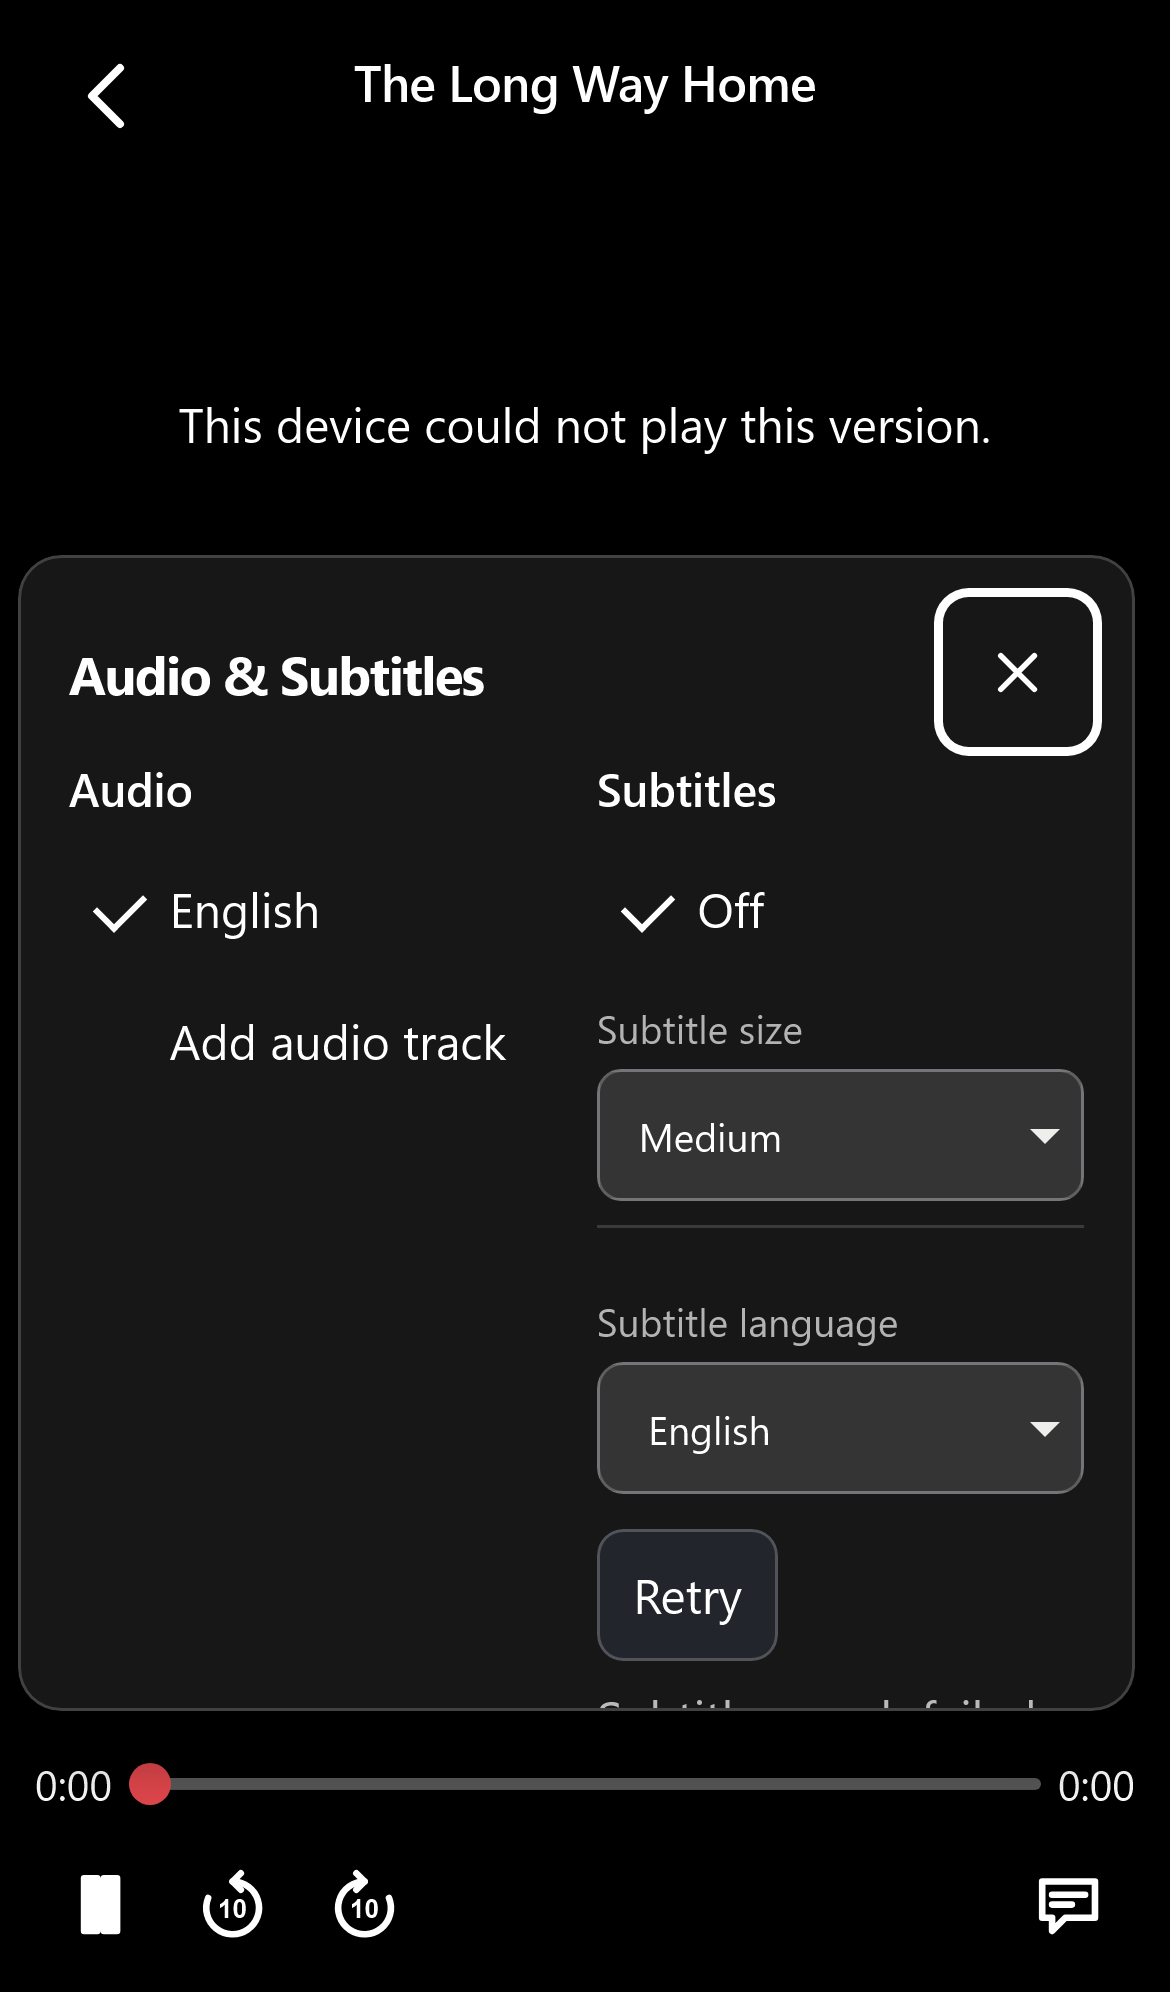 The Long Way Home
This device could not play this version.
Audio & Subtitles
Audio
Subtitles
English
Off
Add audio track
Subtitle size
Medium
Subtitle language
English
Retry
0:00
0:00
10
10